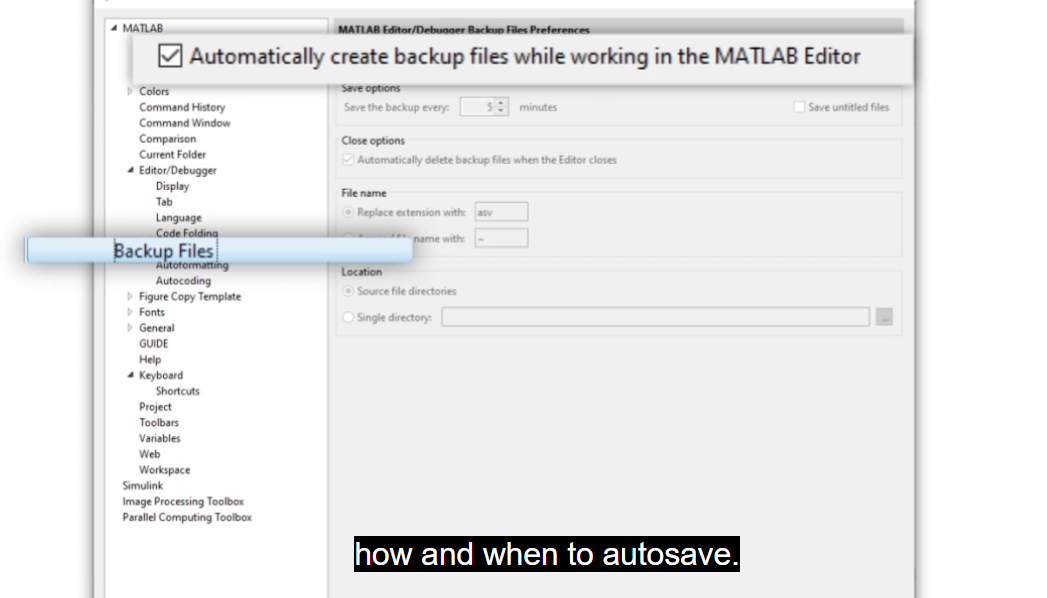 MATLAB
MATLAB Editor/Debugger Backup Files Preferences
Automatically create backup files while working in the MATLAB Editor
Colors
Command History
Command Window
Comparison
Current Folder
Editor/Debugger
Display
Tab
Language
Code Folding
Backup Files
Autoformatting
Autocoding
Figure Copy Template
Fonts
General
GUIDE
Help
Keyboard
Shortcuts
Project
Toolbars
Variables
Web
Workspace
Simulink
Image Processing Toolbox
Parallel Computing Toolbox
Save options
Save the backup every: 5 minutes Save untitled files
Close options
Automatically delete backup files when the Editor closes
File name
Replace extension with: asv
name with: ~
Location
Source file directories
Single directory: ...
how and when to autosave.